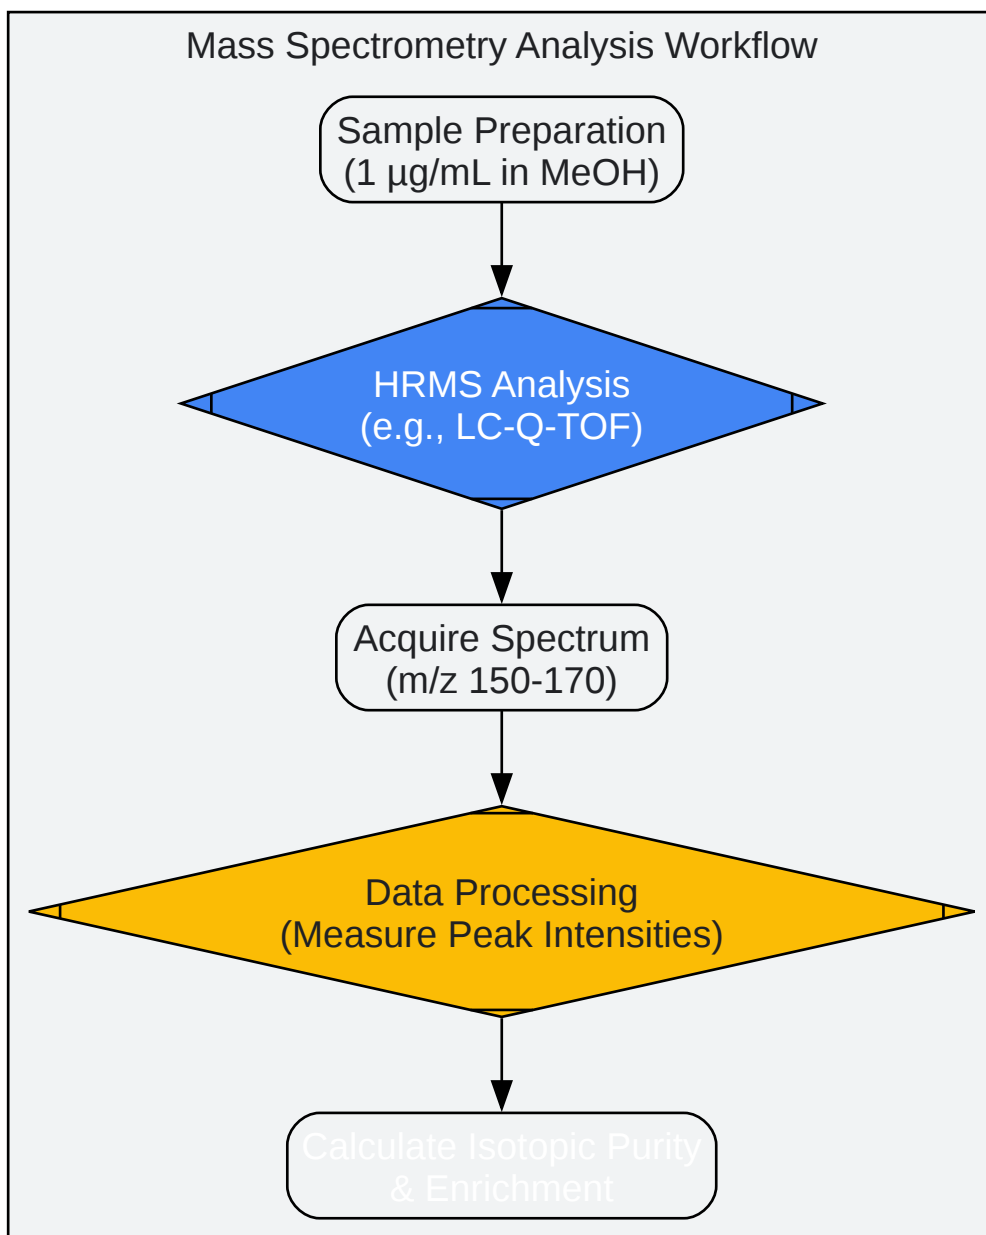 Mass Spectrometry Analysis Workflow
Sample Preparation
(1 µg/mL in MeOH)
HRMS Analysis
(e.g., LC-Q-TOF)
Acquire Spectrum
(m/z 150-170)
Data Processing
(Measure Peak Intensities)
Calculate Isotopic Purity
& Enrichment